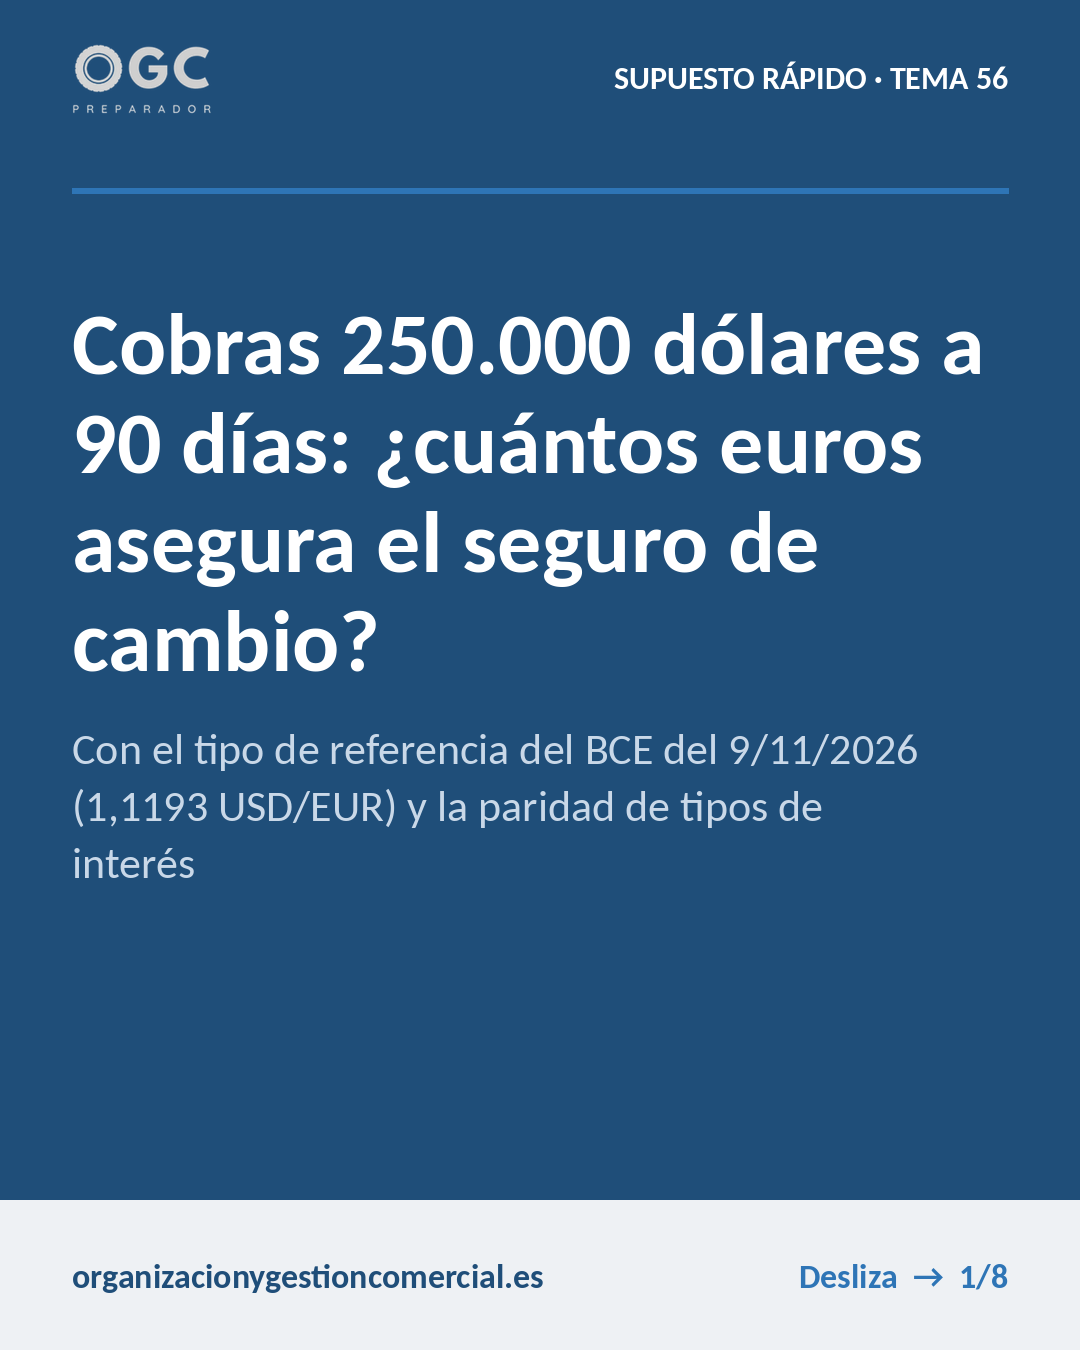 OGC
PREPARADOR
SUPUESTO RÁPIDO · TEMA 56
Cobras 250.000 dólares a
90 días: ¿cuántos euros
asegura el seguro de
cambio?
Con el tipo de referencia del BCE del 9/11/2026
(1,1193 USD/EUR) y la paridad de tipos de
interés
organizacionygestioncomercial.es
Desliza → 1/8